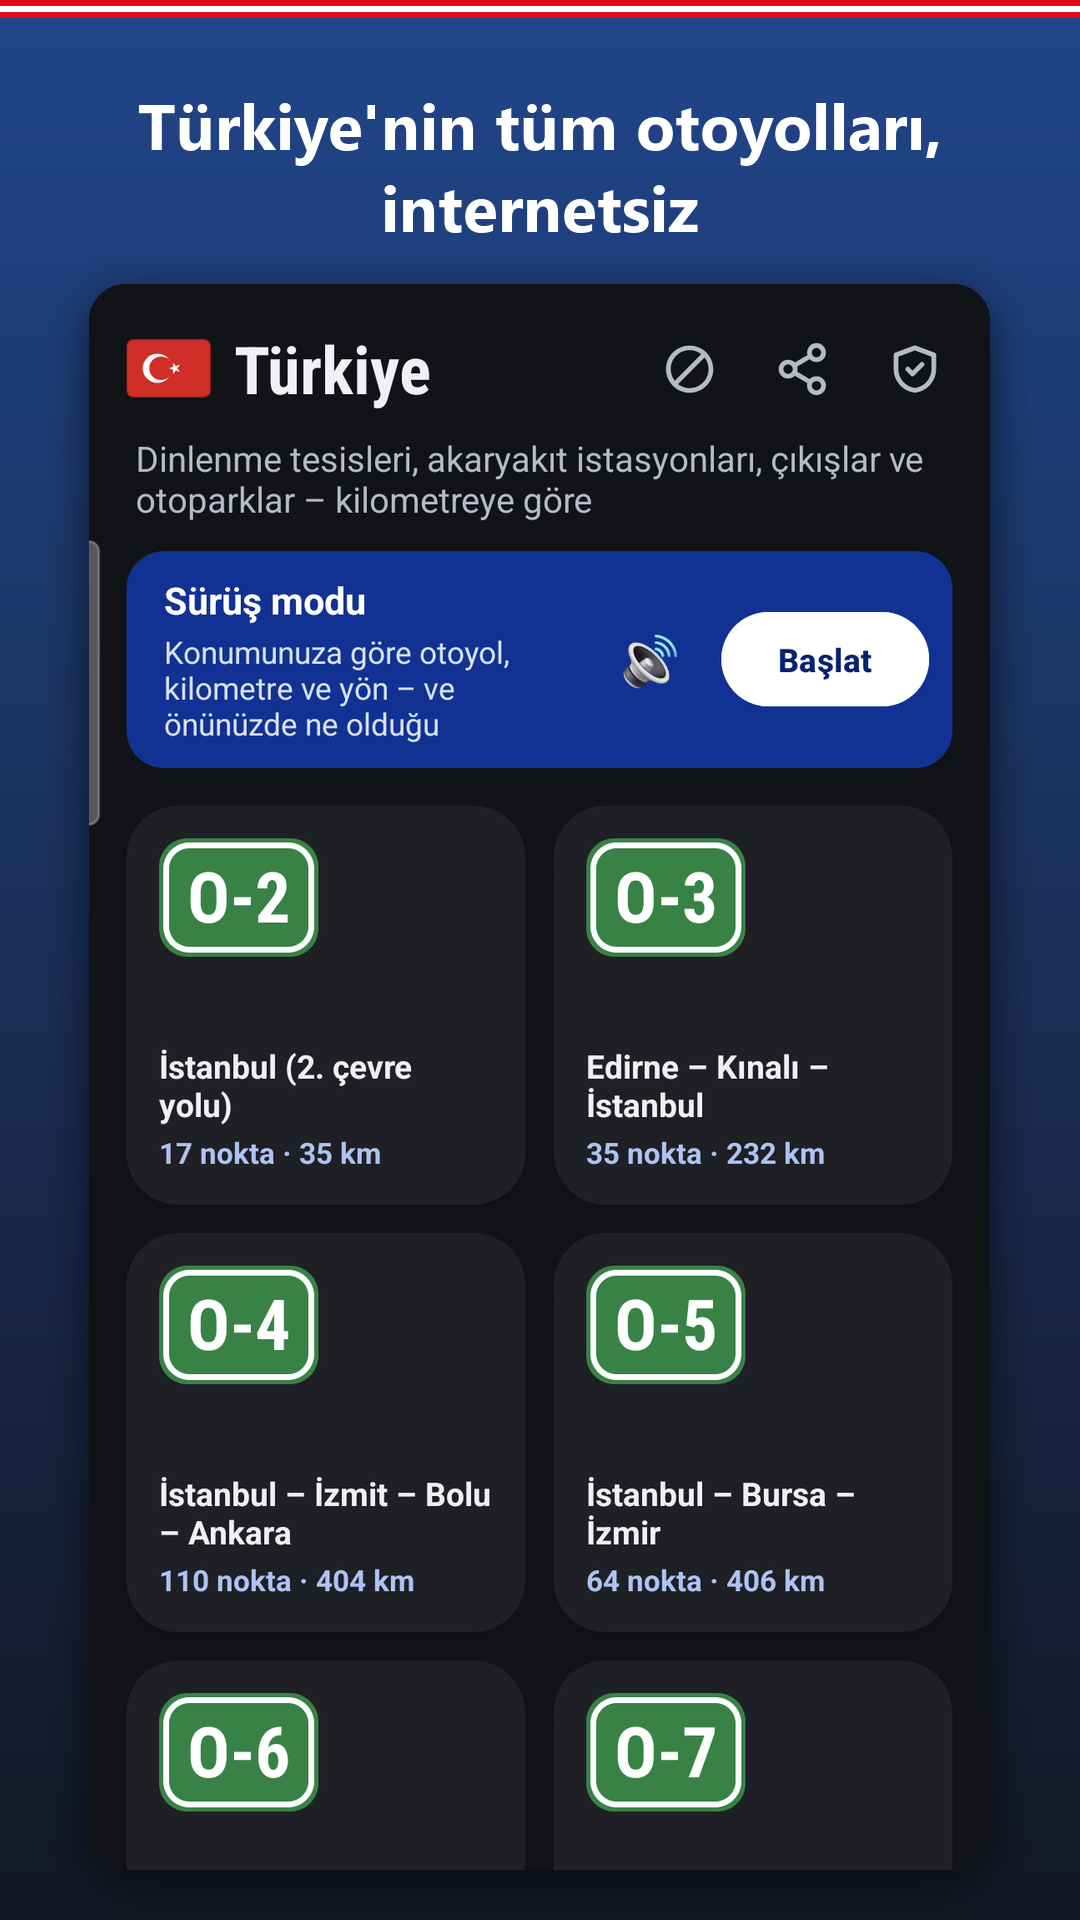 Türkiye'nin tüm otoyolları,
internetsiz
Türkiye
Dinlenme tesisleri, akaryakıt istasyonları, çıkışlar ve
otoparklar – kilometreye göre
Sürüş modu
Konumunuza göre otoyol,
kilometre ve yön – ve
önünüzde ne olduğu
Başlat
O-2
İstanbul (2. çevre
yolu)
17 nokta · 35 km
O-3
Edirne – Kınalı –
İstanbul
35 nokta · 232 km
O-4
İstanbul – İzmit – Bolu
– Ankara
110 nokta · 404 km
O-5
İstanbul – Bursa –
İzmir
64 nokta · 406 km
O-6
O-7